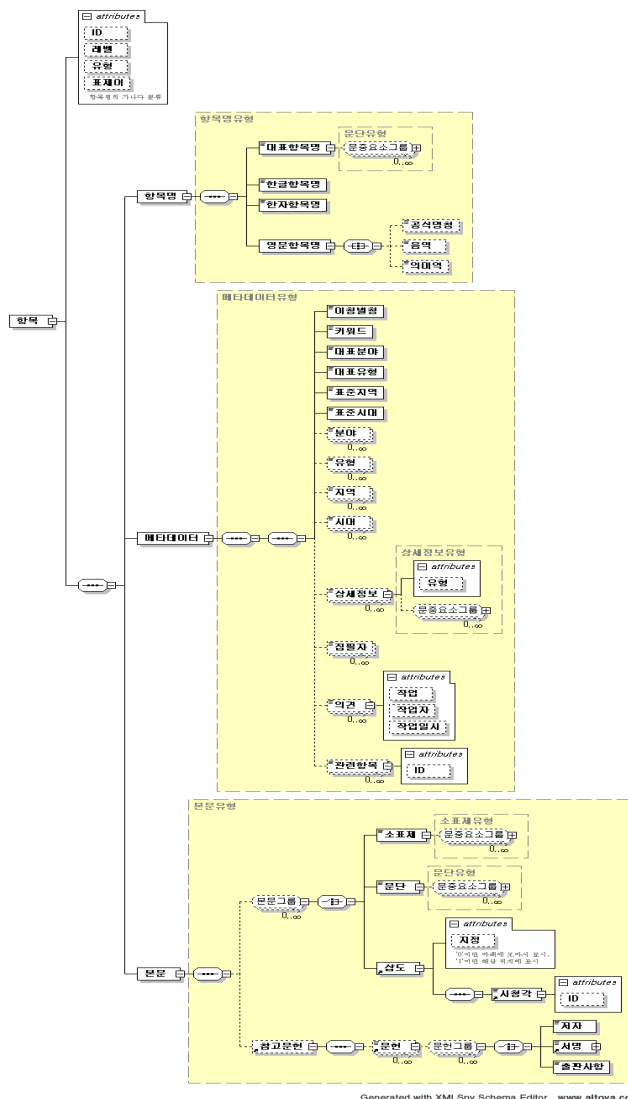 attributes
ID
레벨
유형
표제어
항목명의 가나다 분류
항목명유형
문단유형
대표항목명
문중요소그룹
0..∞
한글항목명
항목명
한자항목명
공식명칭
영문항목명
음역
의미역
메타데이터유형
이칭별칭
항목
키워드
대표분야
대표유형
표준지역
표준시대
분야
0..∞
유형
0..∞
지역
0..∞
시대
0..∞
메타데이터
상세정보유형
attributes
유형
상세정보
0..∞
문중요소그룹
0..∞
집필자
0..∞
attributes
작업
의견
0..∞
작업자
작업일시
attributes
관련항목
0..∞
ID
본문유형
소표제유형
소표제
문중요소그룹
0..∞
문단유형
문단
문중요소그룹
0..∞
본문그룹
0..∞
attributes
지정
'0'이면 아래에 모아서 표시.
'1'이면 해당 위치에 표시
삽도
본문
attributes
시청각
ID
저자
참고문헌
문헌
0..∞
문헌그룹
0..∞
서명
출판사항
Generated with XMLSpy Schema Editor www.altova.co